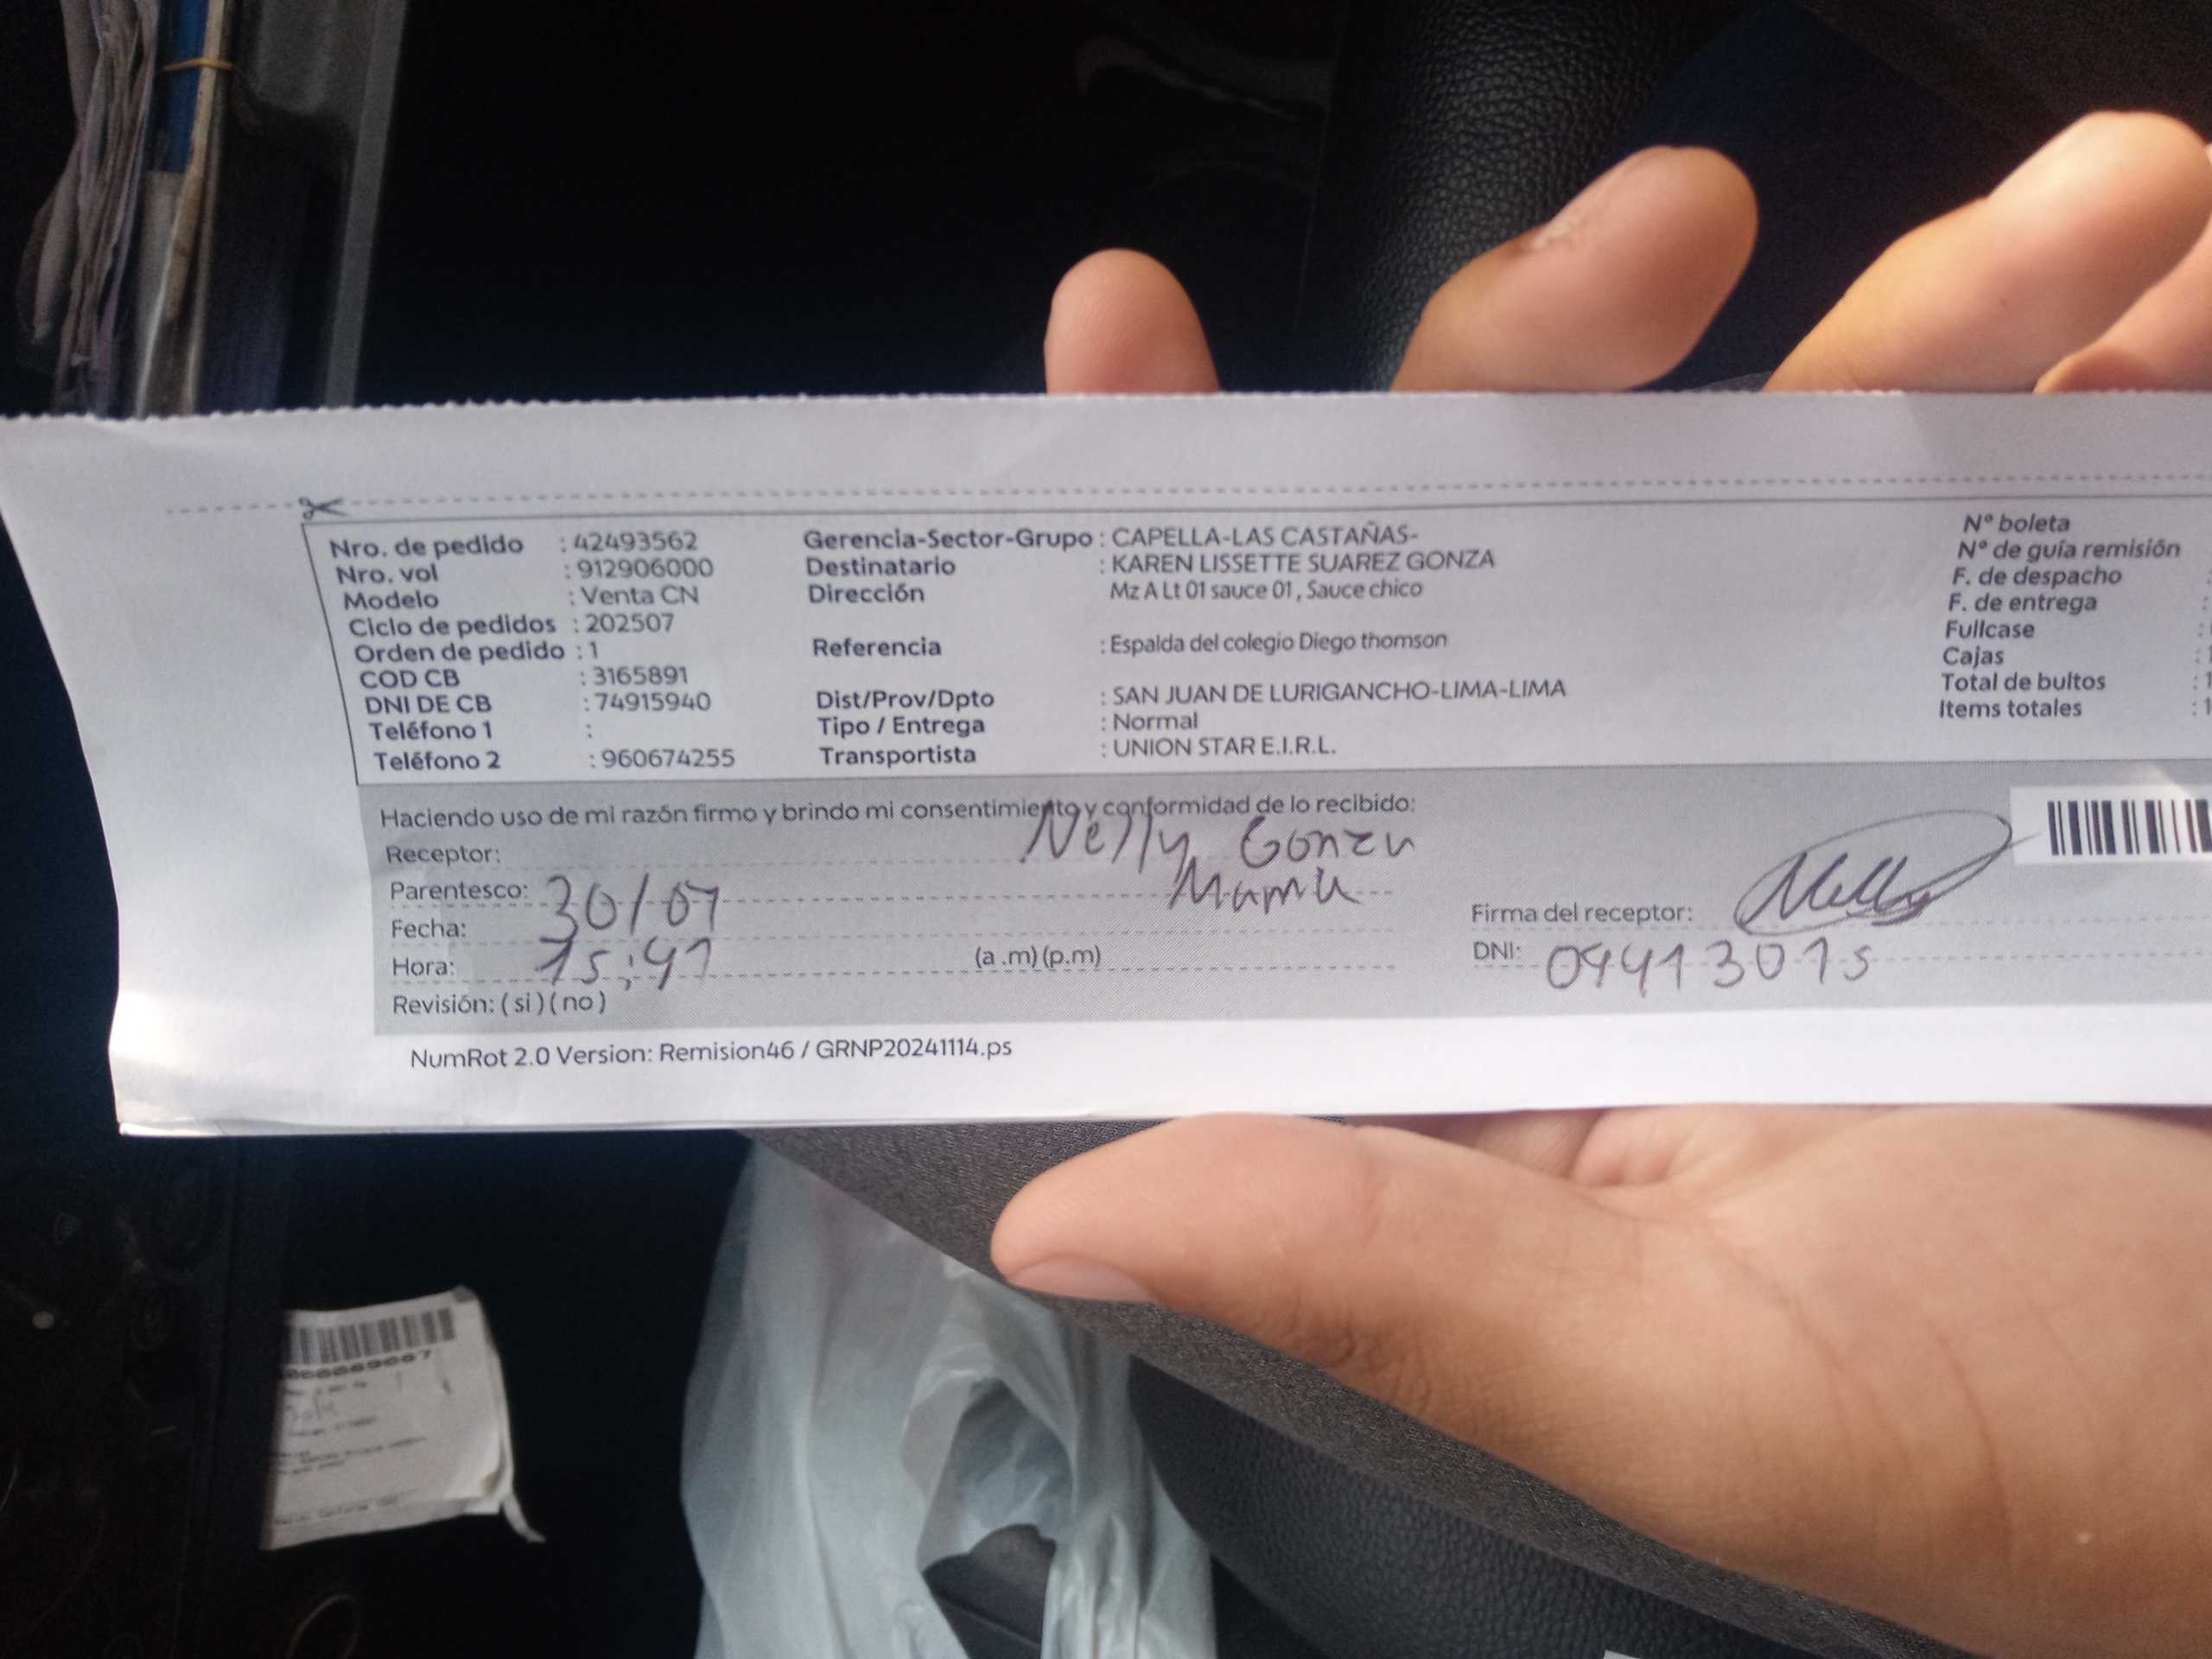 Nro. de pedido : 42493562
Nro. vol : 912906000
Modelo : Venta CN
Ciclo de pedidos : 202507
Orden de pedido : 1
COD CB : 3165891
DNI DE CB : 74915940
Teléfono 1 :
Teléfono 2 : 960674255
Gerencia-Sector-Grupo : CAPELLA-LAS CASTAÑAS-
Destinatario : KAREN LISSETTE SUAREZ GONZA
Dirección Mz A Lt 01 sauce 01 , Sauce chico
Referencia : Espalda del colegio Diego thomson
Dist/Prov/Dpto : SAN JUAN DE LURIGANCHO-LIMA-LIMA
Tipo / Entrega : Normal
Transportista : UNION STAR E.I.R.L.
N° boleta
N° de guía remisión
F. de despacho
F. de entrega
Fullcase
Cajas
Total de bultos
Items totales
Haciendo uso de mi razón firmo y brindo mi consentimiento y conformidad de lo recibido:
Receptor: Nelly Gonza
Parentesco: Mama
Fecha: 30/07
Hora: 15:41 (a .m) (p.m)
Revisión: ( si ) ( no )
Firma del receptor: Nelly
DNI: 09413015
NumRot 2.0 Version: Remision46 / GRNP20241114.ps